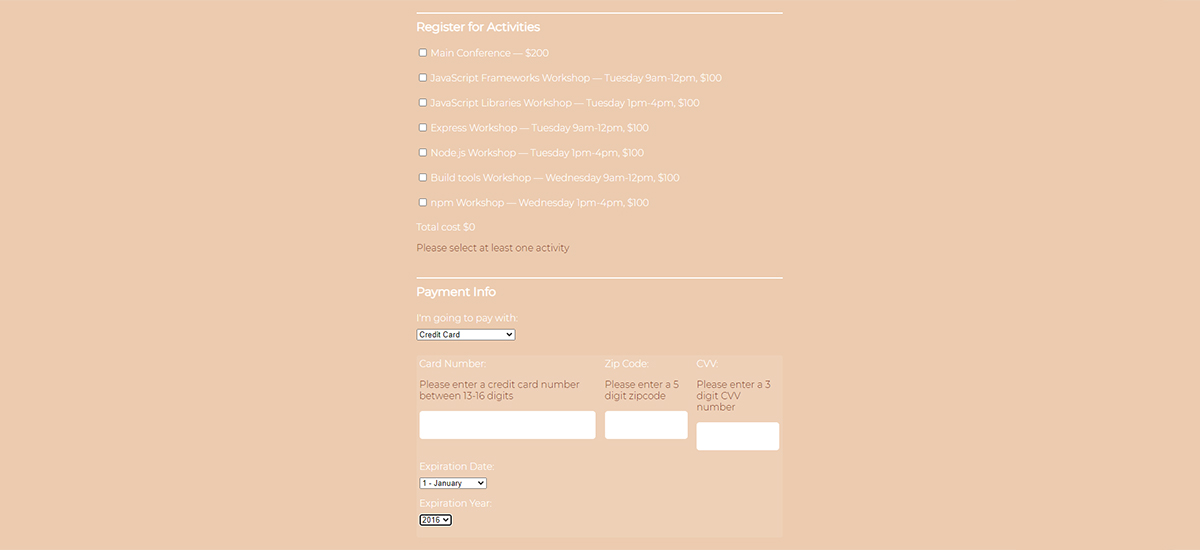 Register for Activities
Main Conference — $200
JavaScript Frameworks Workshop — Tuesday 9am-12pm, $100
JavaScript Libraries Workshop — Tuesday 1pm-4pm, $100
Express Workshop — Tuesday 9am-12pm, $100
Node.js Workshop — Tuesday 1pm-4pm, $100
Build tools Workshop — Wednesday 9am-12pm, $100
npm Workshop — Wednesday 1pm-4pm, $100
Total cost $0
Please select at least one activity
Payment Info
I'm going to pay with:
Credit Card
Card Number:
Please enter a credit card number
between 13-16 digits
Zip Code:
Please enter a 5
digit zipcode
CVV:
Please enter a 3
digit CVV
number
Expiration Date:
1 - January
Expiration Year:
2016